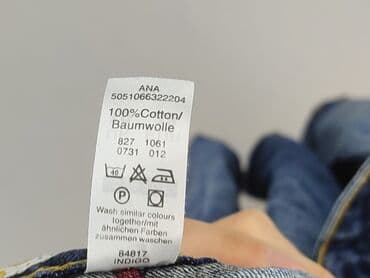 ANA
5051066322204
100%Cotton/
Baumwolle
827 1061
0731 012
40
P
Wash similar colours
together/mit
ähnlichen Farben
zusammen waschen
84817
INDIGO